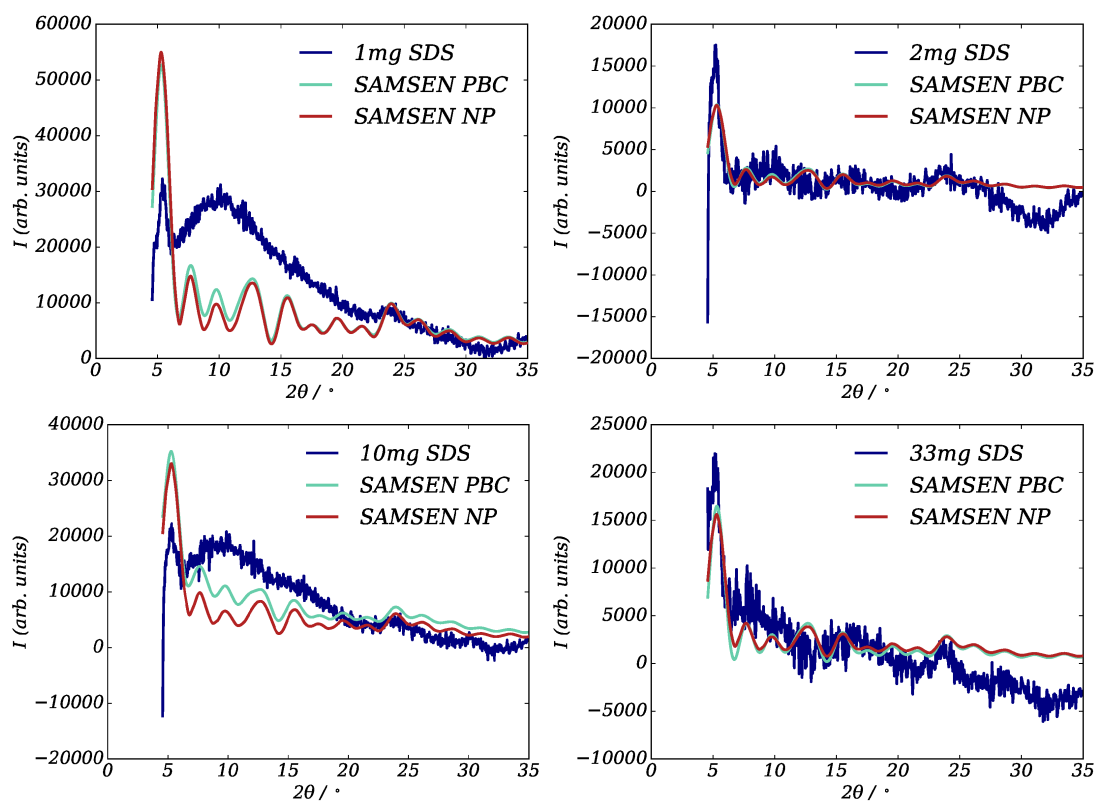 60000
50000
40000
30000
20000
10000
0
I (arb. units)
1mg SDS
SAMSEN PBC
SAMSEN NP
0 5 10 15 20 25 30 35
2θ / °
20000
15000
10000
5000
0
−5000
−10000
−15000
−20000
I (arb. units)
2mg SDS
SAMSEN PBC
SAMSEN NP
0 5 10 15 20 25 30 35
2θ / °
40000
30000
20000
10000
0
−10000
−20000
I (arb. units)
10mg SDS
SAMSEN PBC
SAMSEN NP
0 5 10 15 20 25 30 35
2θ / °
25000
20000
15000
10000
5000
0
−5000
−10000
I (arb. units)
33mg SDS
SAMSEN PBC
SAMSEN NP
0 5 10 15 20 25 30 35
2θ / °